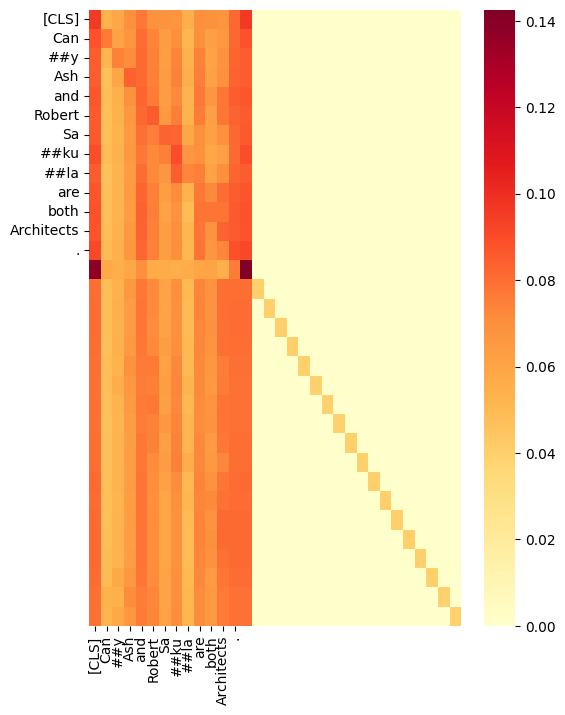 [CLS]
Can
##y
Ash
and
Robert
Sa
##ku
##la
are
both
Architects
.
0.14
0.12
0.10
0.08
0.06
0.04
0.02
0.00
[CLS]
Can
##y
Ash
and
Robert
Sa
##ku
##la
are
both
Architects
.